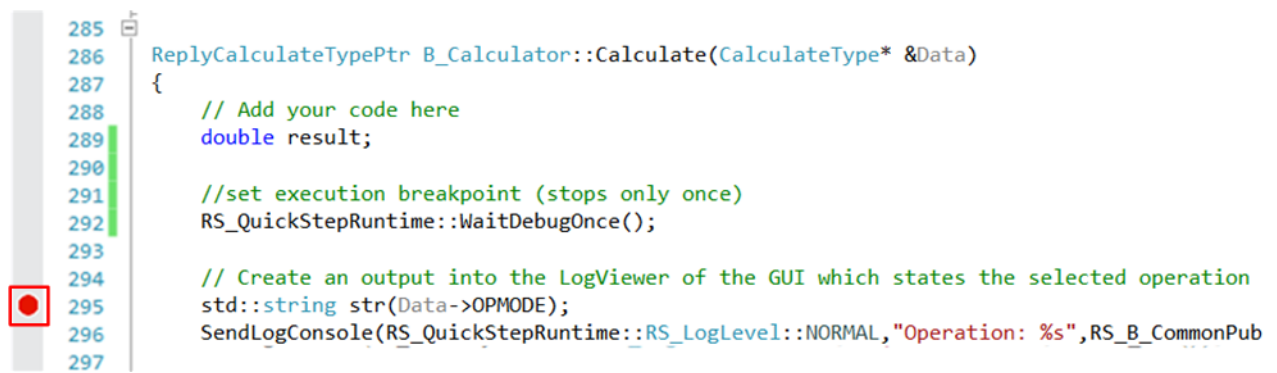 285
286 ReplyCalculateTypePtr B_Calculator::Calculate(CalculateType* &Data)
287 {
288 // Add your code here
289 double result;
290
291 //set execution breakpoint (stops only once)
292 RS_QuickStepRuntime::WaitDebugOnce();
293
294 // Create an output into the LogViewer of the GUI which states the selected operation
295 std::string str(Data->OPMODE);
296 SendLogConsole(RS_QuickStepRuntime::RS_LogLevel::NORMAL,"Operation: %s",RS_B_CommonPub
297